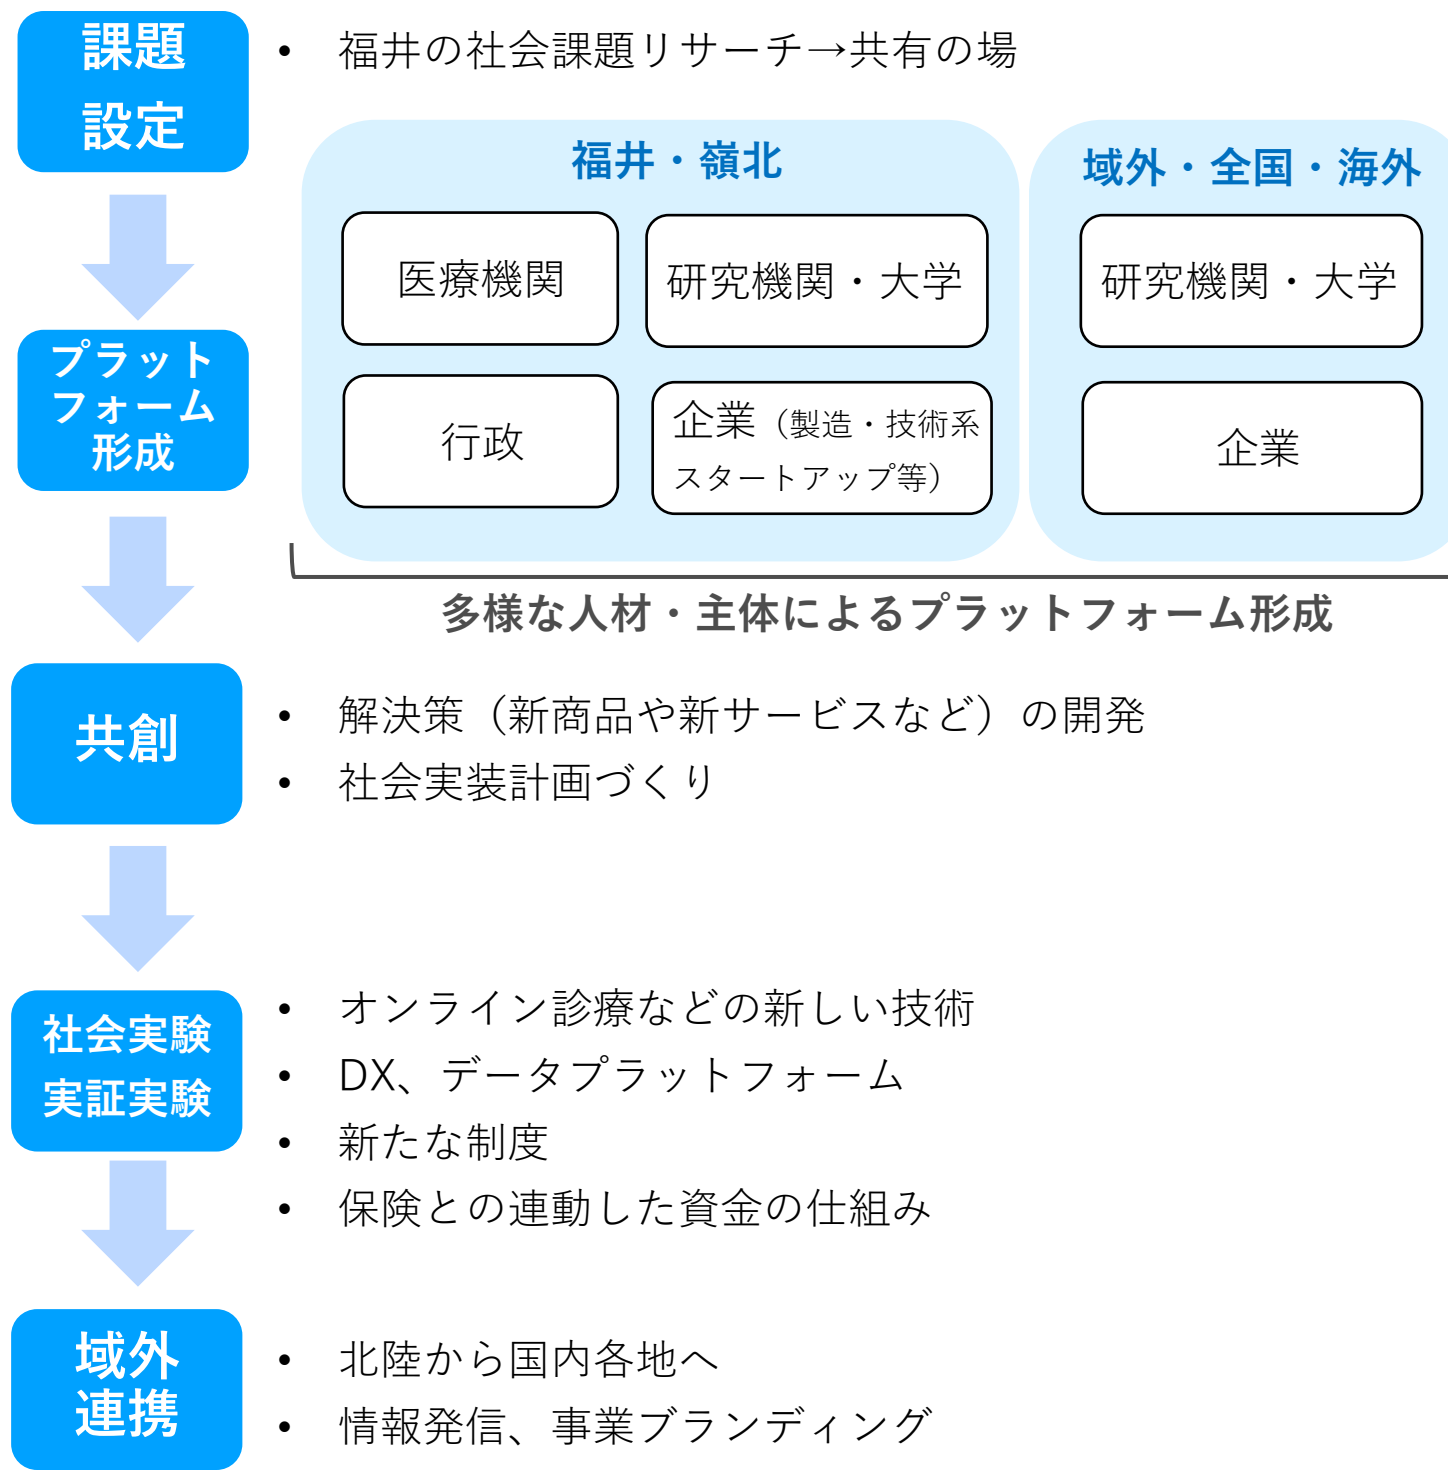 課題
設定
• 福井の社会課題リサーチ→共有の場
福井・嶺北
医療機関
研究機関・大学
行政
企業（製造・技術系
スタートアップ等）
域外・全国・海外
研究機関・大学
企業
プラット
フォーム
形成
多様な人材・主体によるプラットフォーム形成
共創
• 解決策（新商品や新サービスなど）の開発
• 社会実装計画づくり
社会実験
実証実験
• オンライン診療などの新しい技術
• DX、データプラットフォーム
• 新たな制度
• 保険との連動した資金の仕組み
域外
連携
• 北陸から国内各地へ
• 情報発信、事業ブランディング